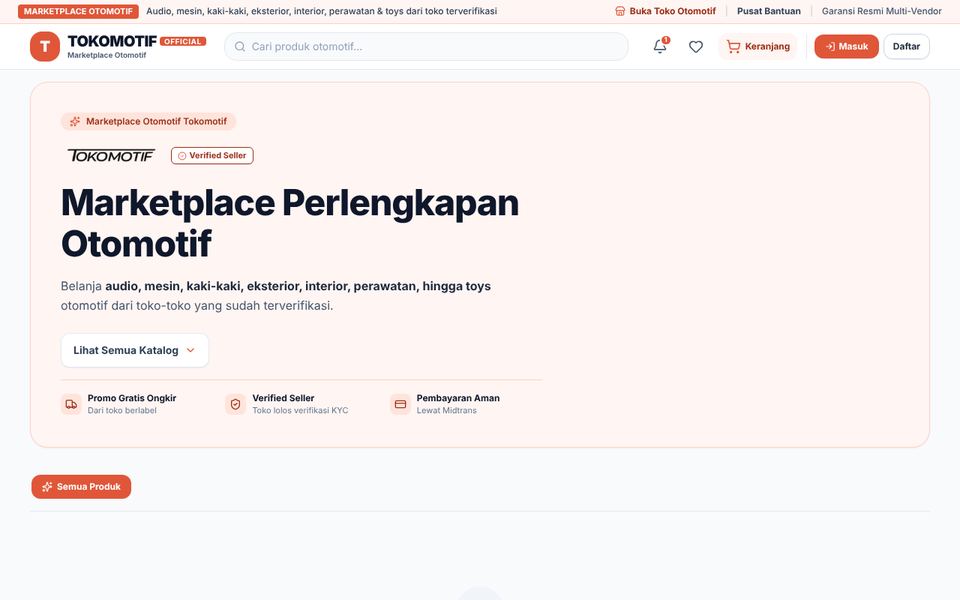 MARKETPLACE OTOMOTIF Audio, mesin, kaki-kaki, eksterior, interior, perawatan & toys dari toko terverifikasi Buka Toko Otomotif Pusat Bantuan Garansi Resmi Multi-Vendor
T TOKOMOTIF OFFICIAL
Marketplace Otomotif
Cari produk otomotif...
1
Keranjang
Masuk
Daftar
Marketplace Otomotif Tokomotif
TOKOMOTIF Verified Seller
Marketplace Perlengkapan
Otomotif
Belanja audio, mesin, kaki-kaki, eksterior, interior, perawatan, hingga toys
otomotif dari toko-toko yang sudah terverifikasi.
Lihat Semua Katalog
Promo Gratis Ongkir
Dari toko berlabel
Verified Seller
Toko lolos verifikasi KYC
Pembayaran Aman
Lewat Midtrans
Semua Produk